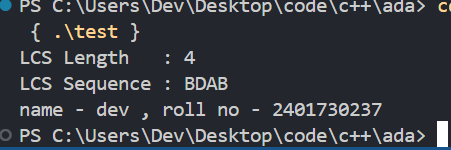 PS C:\Users\Dev\Desktop\code\c++\ada>
{ .\test }
LCS Length   : 4
LCS Sequence : BDAB
name - dev , roll no - 2401730237
PS C:\Users\Dev\Desktop\code\c++\ada>